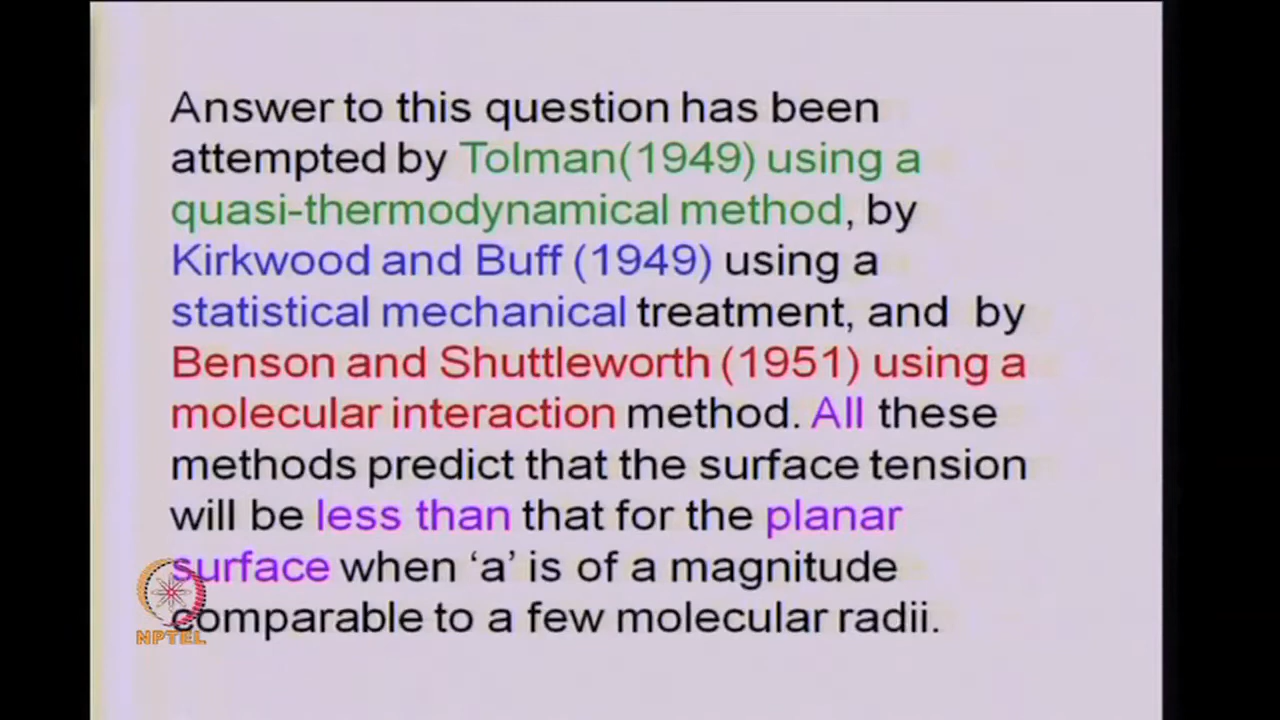 Answer to this question has been
attempted by Tolman(1949) using a
quasi-thermodynamical method, by
Kirkwood and Buff (1949) using a
statistical mechanical treatment, and by
Benson and Shuttleworth (1951) using a
molecular interaction method. All these
methods predict that the surface tension
will be less than that for the planar
surface when ‘a’ is of a magnitude
comparable to a few molecular radii.
NPTEL